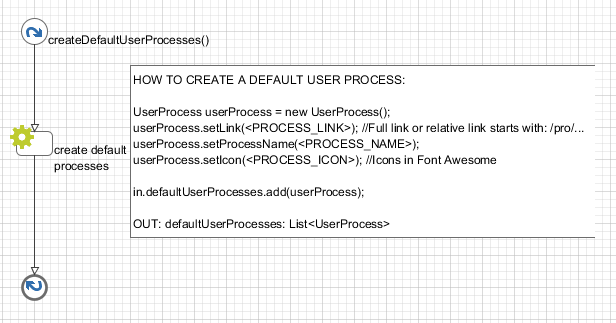 createDefaultUserProcesses()
HOW TO CREATE A DEFAULT USER PROCESS:
UserProcess userProcess = new UserProcess();
userProcess.setLink(<PROCESS_LINK>); //Full link or relative link starts with: /pro/...
userProcess.setProcessName(<PROCESS_NAME>);
userProcess.setIcon(<PROCESS_ICON>); //Icons in Font Awesome
in.defaultUserProcesses.add(userProcess);
OUT: defaultUserProcesses: List<UserProcess>
create default
processes